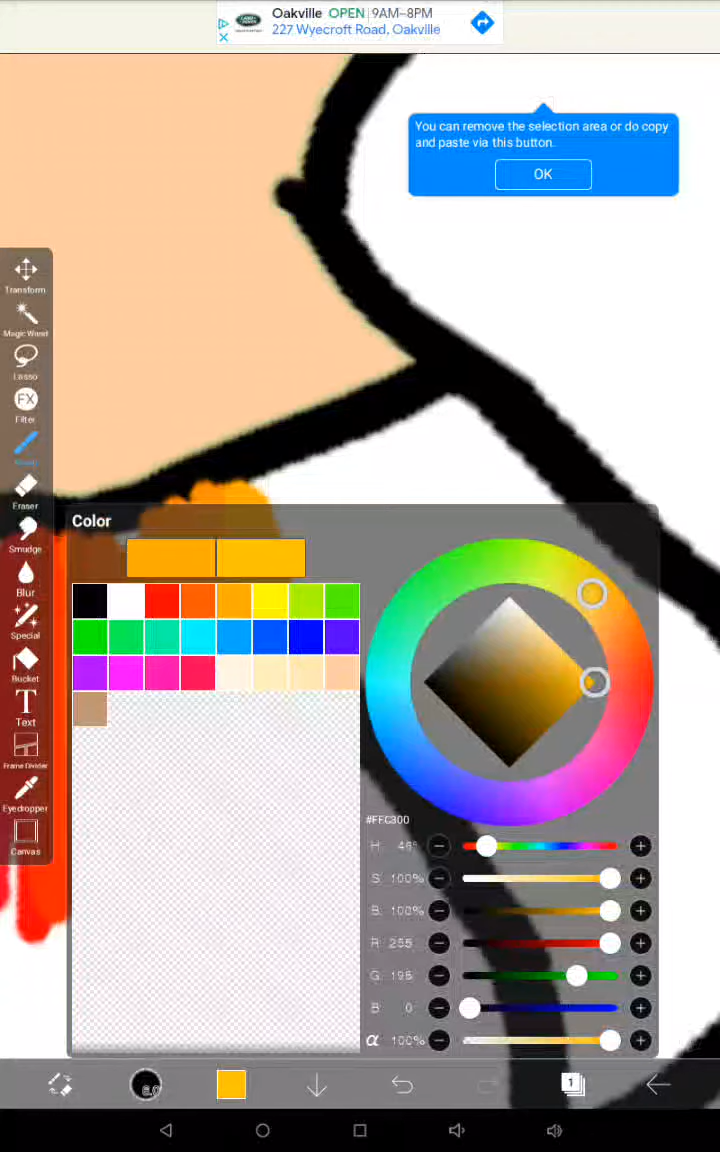 Oakville OPEN 9AM–8PM
227 Wyecroft Road, Oakville
You can remove the selection area or do copy
and paste via this button.
OK
Transform
Magic Wand
Lasso
FX
Filter
Eraser
Smudge
Blur
Special
Bucket
T
Text
Frame Divider
Eyedropper
Canvas
Color
#FFC300
H 46°
S 100%
B 100%
R 255
G 195
B 0
α 100%
1